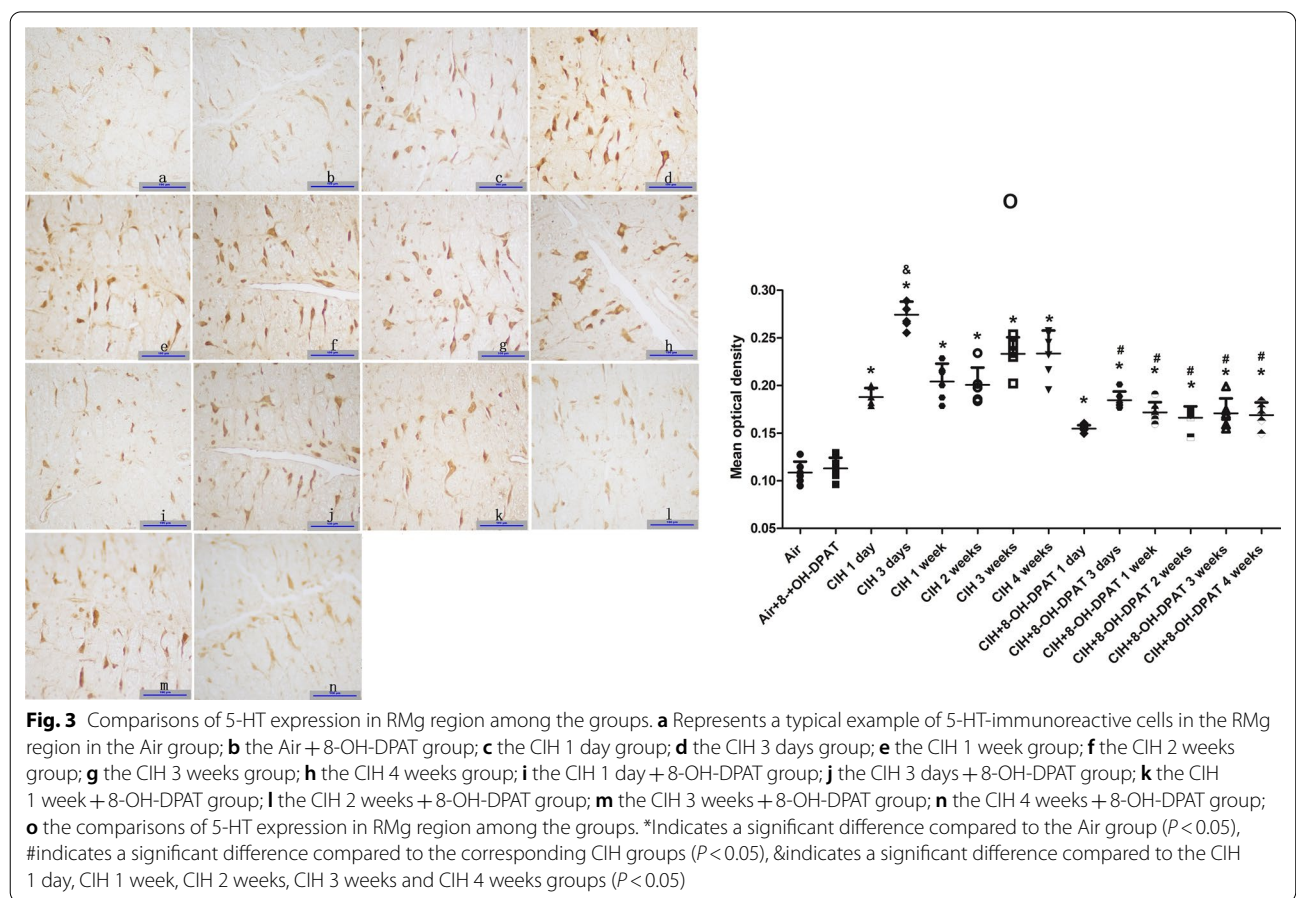 a
b
c
d
e
f
g
h
i
j
k
l
m
n
O
Mean optical density
0.30
0.25
0.20
0.15
0.10
0.05
&
*
*
*
*
*
*
*
#
*
#
*
#
*
#
*
#
*
Air
Air+8-+OH-DPAT
CIH 1 day
CIH 3 days
CIH 1 week
CIH 2 weeks
CIH 3 weeks
CIH 4 weeks
CIH+8-OH-DPAT 1 day
CIH+8-OH-DPAT 3 days
CIH+8-OH-DPAT 1 week
CIH+8-OH-DPAT 2 weeks
CIH+8-OH-DPAT 3 weeks
CIH+8-OH-DPAT 4 weeks
Fig. 3 Comparisons of 5-HT expression in RMg region among the groups. a Represents a typical example of 5-HT-immunoreactive cells in the RMg
region in the Air group; b the Air + 8-OH-DPAT group; c the CIH 1 day group; d the CIH 3 days group; e the CIH 1 week group; f the CIH 2 weeks
group; g the CIH 3 weeks group; h the CIH 4 weeks group; i the CIH 1 day + 8-OH-DPAT group; j the CIH 3 days + 8-OH-DPAT group; k the CIH
1 week + 8-OH-DPAT group; l the CIH 2 weeks + 8-OH-DPAT group; m the CIH 3 weeks + 8-OH-DPAT group; n the CIH 4 weeks + 8-OH-DPAT group;
o the comparisons of 5-HT expression in RMg region among the groups. *Indicates a significant difference compared to the Air group (P < 0.05),
#indicates a significant difference compared to the corresponding CIH groups (P < 0.05), &indicates a significant difference compared to the CIH
1 day, CIH 1 week, CIH 2 weeks, CIH 3 weeks and CIH 4 weeks groups (P < 0.05)